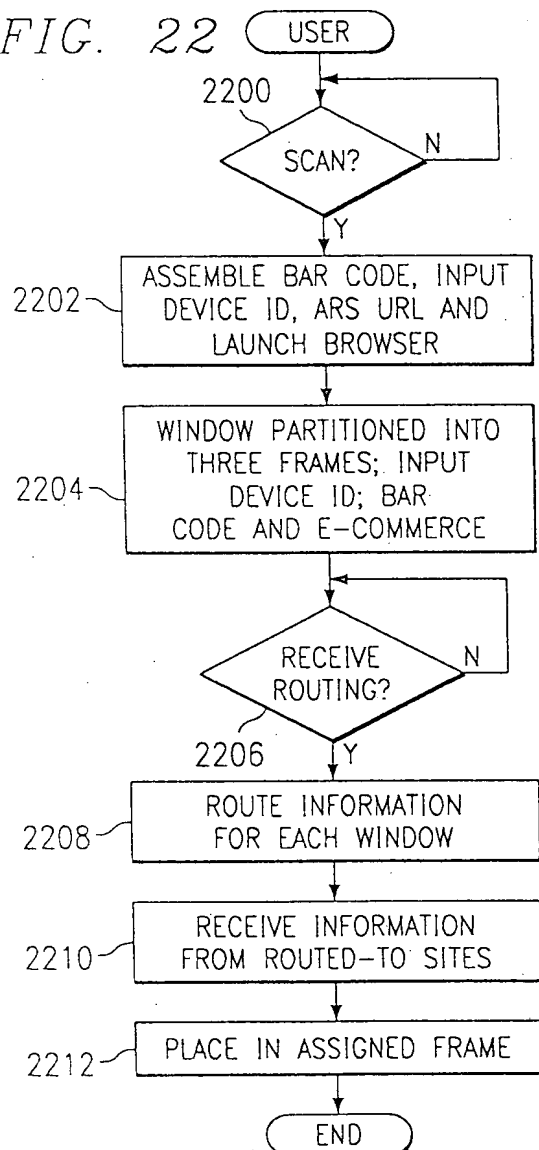 FIG. 22
USER
2200
SCAN?
N
Y
2202
ASSEMBLE BAR CODE, INPUT
DEVICE ID, ARS URL AND
LAUNCH BROWSER
2204
WINDOW PARTITIONED INTO
THREE FRAMES; INPUT
DEVICE ID; BAR
CODE AND E-COMMERCE
RECEIVE
ROUTING?
N
2206
Y
2208
ROUTE INFORMATION
FOR EACH WINDOW
2210
RECEIVE INFORMATION
FROM ROUTED-TO SITES
2212
PLACE IN ASSIGNED FRAME
END